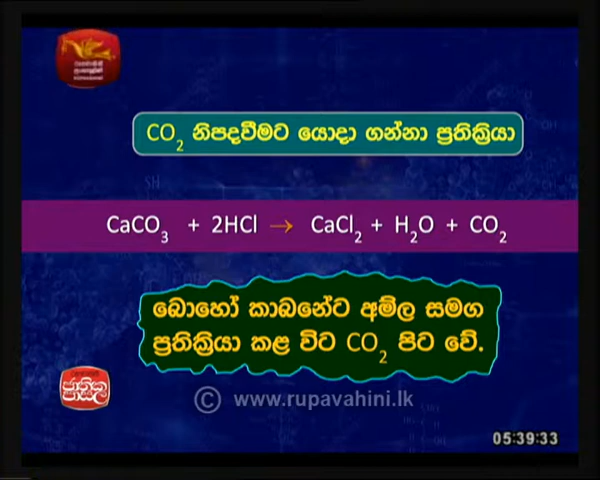 CO₂ නිපදවීමට යොදා ගන්නා ප්‍රතික්‍රියා
CaCO₃ + 2HCl → CaCl₂ + H₂O + CO₂
බොහෝ කාබනේට අම්ල සමග
ප්‍රතික්‍රියා කළ විට CO₂ පිට වේ.
ජාතික
පාසල
© www.rupavahini.lk
05:39:33